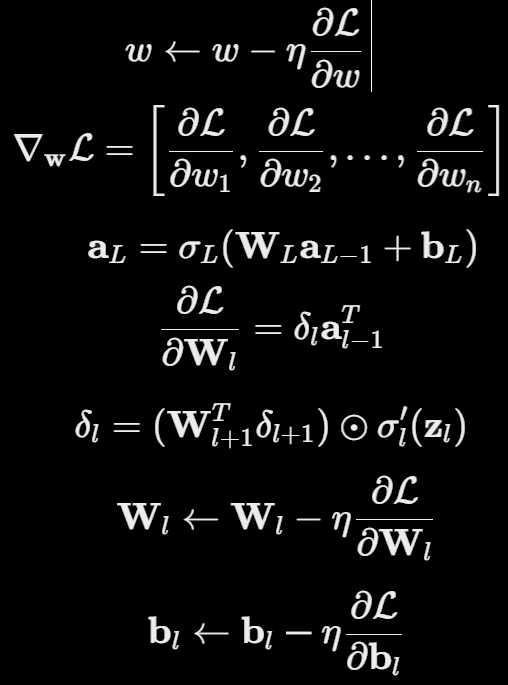 w ← w − η ∂ℒ/∂w
∇_𝐰 ℒ = [∂ℒ/∂w₁, ∂ℒ/∂w₂, …, ∂ℒ/∂wₙ]
𝐚_L = σ_L(𝐖_L 𝐚_{L−1} + 𝐛_L)
∂ℒ/∂𝐖_l = δ_l 𝐚_{l−1}^T
δ_l = (𝐖_{l+1}^T δ_{l+1}) ⊙ σ′_l(𝐳_l)
𝐖_l ← 𝐖_l − η ∂ℒ/∂𝐖_l
𝐛_l ← 𝐛_l − η ∂ℒ/∂𝐛_l